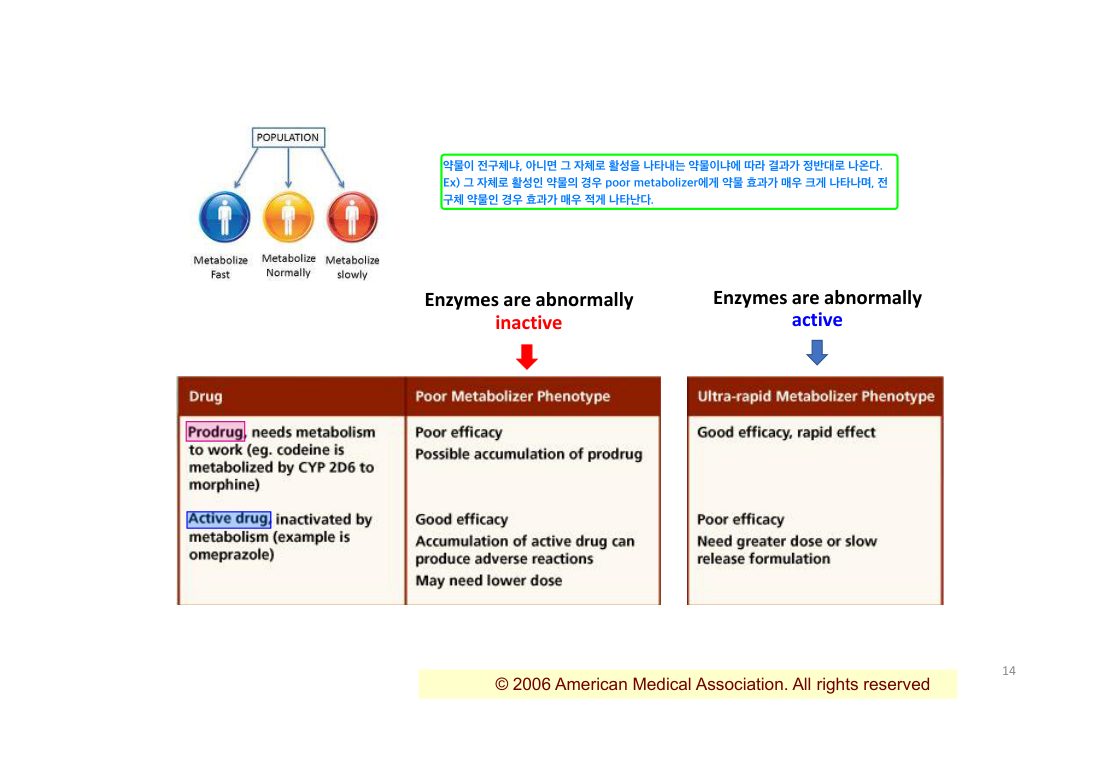 POPULATION
Metabolize
Fast
Metabolize
Normally
Metabolize
slowly
약물이 전구체냐, 아니면 그 자체로 활성을 나타내는 약물이냐에 따라 결과가 정반대로 나온다.
Ex) 그 자체로 활성인 약물의 경우 poor metabolizer에게 약물 효과가 매우 크게 나타나며, 전
구체 약물인 경우 효과가 매우 적게 나타난다.
Enzymes are abnormally
inactive
Enzymes are abnormally
active
Drug
Poor Metabolizer Phenotype
Ultra-rapid Metabolizer Phenotype
Prodrug, needs metabolism
to work (eg. codeine is
metabolized by CYP 2D6 to
morphine)
Poor efficacy
Possible accumulation of prodrug
Good efficacy, rapid effect
Active drug, inactivated by
metabolism (example is
omeprazole)
Good efficacy
Accumulation of active drug can
produce adverse reactions
May need lower dose
Poor efficacy
Need greater dose or slow
release formulation
14
© 2006 American Medical Association. All rights reserved